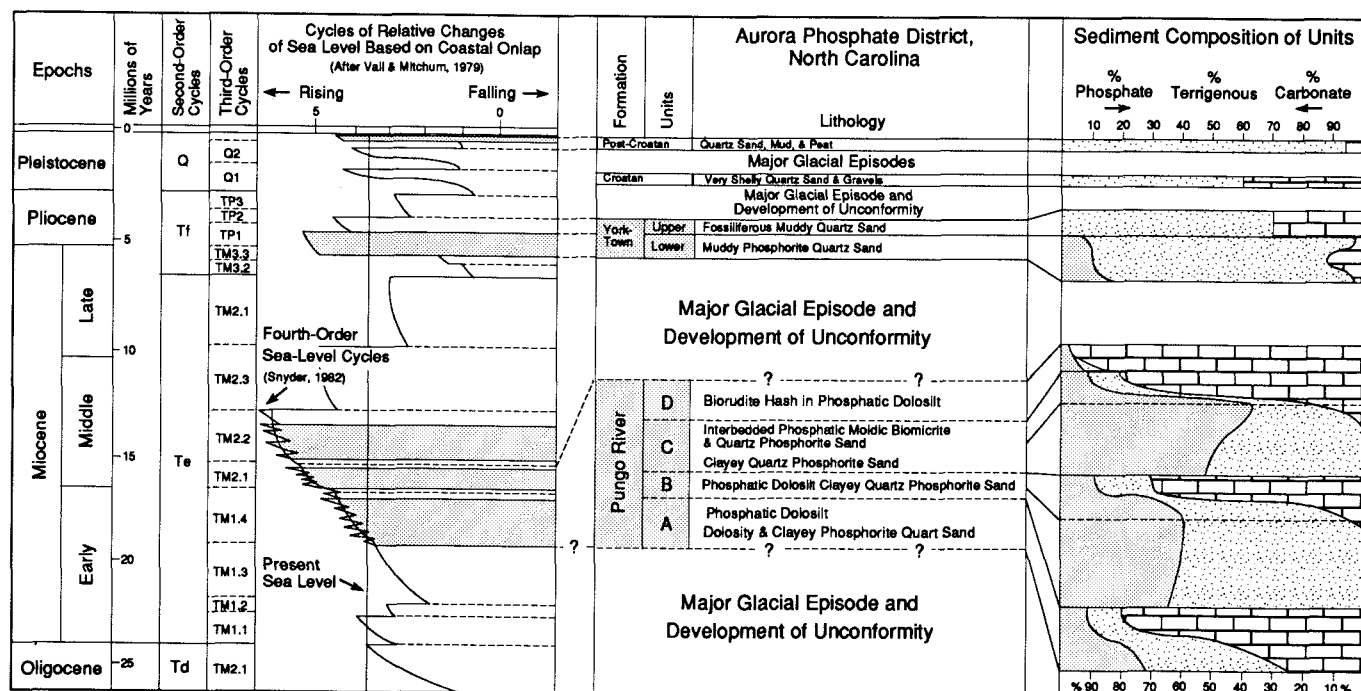 Epochs
Millions of
Years
Second-Order
Cycles
Third-Order
Cycles
Cycles of Relative Changes
of Sea Level Based on Coastal Onlap
(After Vail & Mitchum, 1979)
Rising
Falling
5
0
Formation
Units
Aurora Phosphate District,
North Carolina
Lithology
Sediment Composition of Units
%
Phosphate
%
Terrigenous
%
Carbonate
10 20 30 40 50 60 70 80 90
0
5
10
15
20
25
Pleistocene
Pliocene
Miocene
Late
Middle
Early
Oligocene
Q
Tf
Te
Td
Q2
Q1
TP3
TP2
TP1
TM3.3
TM3.2
TM2.1
TM2.3
TM2.2
TM2.1
TM1.4
TM1.3
TM1.2
TM1.1
TM2.1
Fourth-Order
Sea-Level Cycles
(Snyder, 1982)
Present
Sea Level
Post-Croatan
Quartz Sand, Mud, & Peat
Major Glacial Episodes
Croatan
Very Shelly Quartz Sand & Gravels
Major Glacial Episode and
Development of Unconformity
York-
Town
Upper
Fossiliferous Muddy Quartz Sand
Lower
Muddy Phosphorite Quartz Sand
Major Glacial Episode and
Development of Unconformity
? ?
Pungo River
D
Biorudite Hash in Phosphatic Dolosilt
C
Interbedded Phosphatic Moldic Biomicrite
& Quartz Phosphorite Sand
Clayey Quartz Phosphorite Sand
B
Phosphatic Dolosilt Clayey Quartz Phosphorite Sand
A
Phosphatic Dolosilt
Dolosity & Clayey Phosphorite Quart Sand
? ? ?
Major Glacial Episode and
Development of Unconformity
% 90 80 70 60 50 40 30 20 10 %